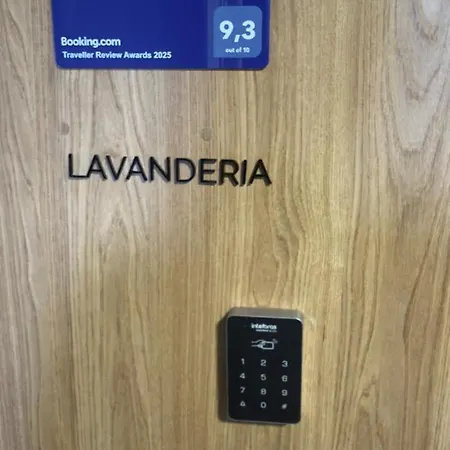 Booking.com
9,3
Traveller Review Awards 2025
out of 10
LAVANDERIA
intelbras
1 2 3
4 5 6
7 8 9
0 #